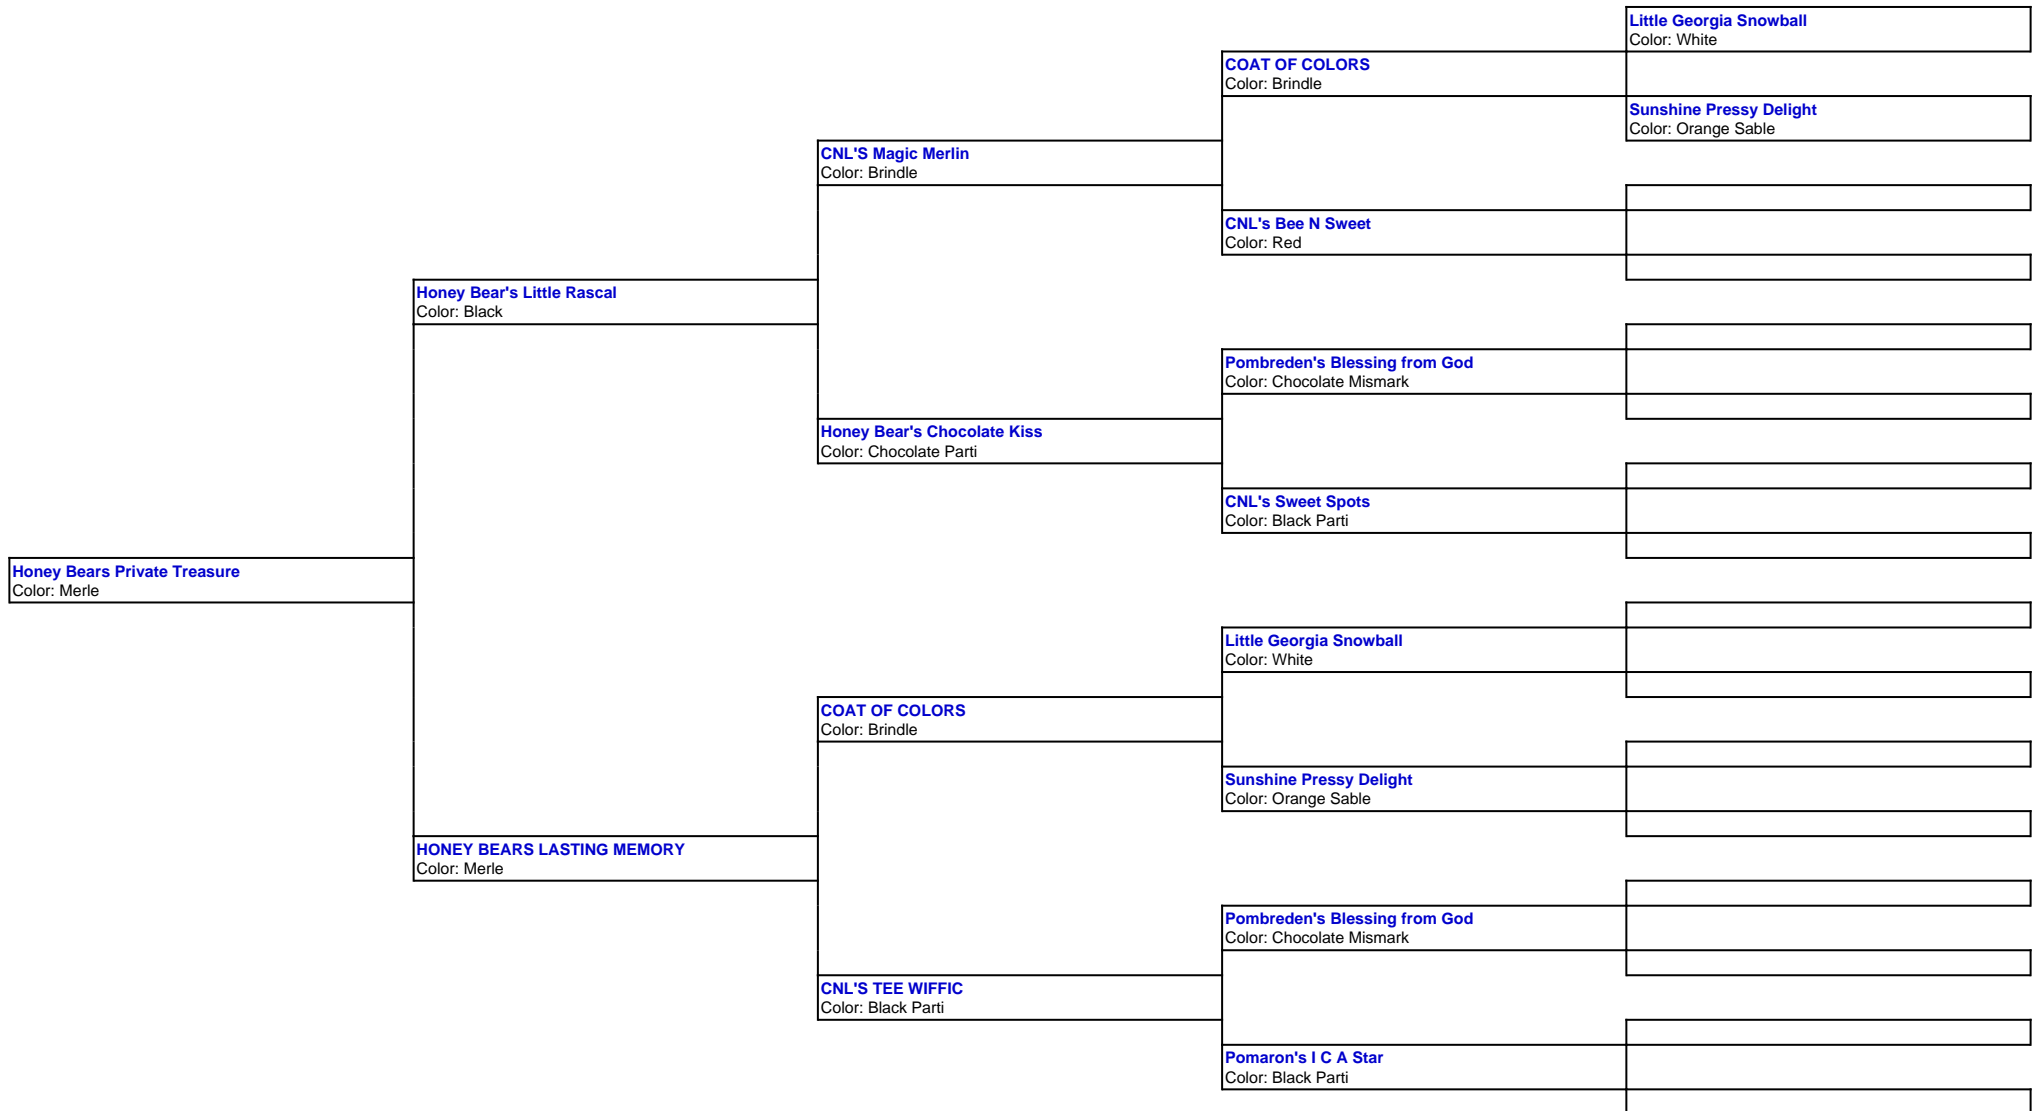 Little Georgia Snowball
Color: White
COAT OF COLORS
Color: Brindle
Sunshine Pressy Delight
Color: Orange Sable
CNL'S Magic Merlin
Color: Brindle
CNL's Bee N Sweet
Color: Red
Honey Bear's Little Rascal
Color: Black
Pombreden's Blessing from God
Color: Chocolate Mismark
Honey Bear's Chocolate Kiss
Color: Chocolate Parti
CNL's Sweet Spots
Color: Black Parti
Honey Bears Private Treasure
Color: Merle
Little Georgia Snowball
Color: White
COAT OF COLORS
Color: Brindle
Sunshine Pressy Delight
Color: Orange Sable
HONEY BEARS LASTING MEMORY
Color: Merle
Pombreden's Blessing from God
Color: Chocolate Mismark
CNL'S TEE WIFFIC
Color: Black Parti
Pomaron's I C A Star
Color: Black Parti